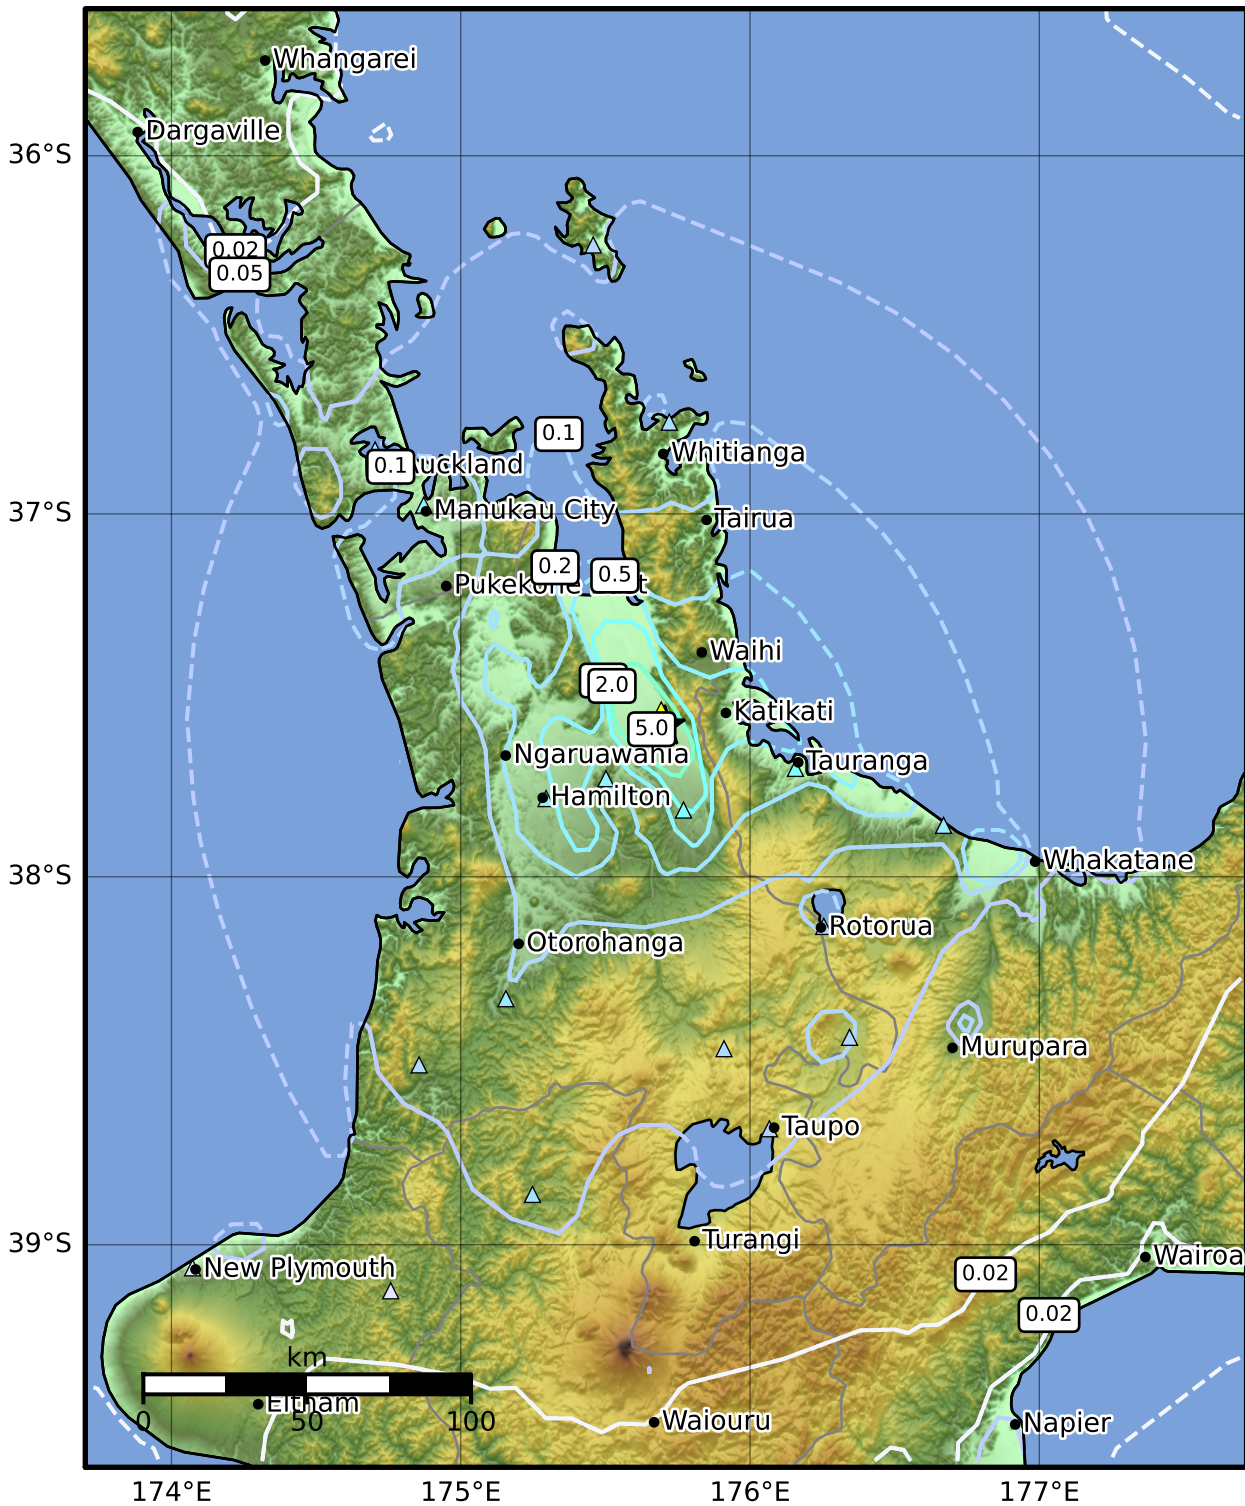 Whangarei
Dargaville
36°S
0.02
0.05
0.1
0.1
Whitianga
Manukau City
37°S
Tairua
0.2
0.5
Waihi
2.0
Katikati
5.0
Ngaruawahia
Tauranga
Hamilton
Whakatane
38°S
Rotorua
Otorohanga
Murupara
Taupo
Turangi
39°S
Wairoa
New Plymouth
0.02
0.02
km
Eltham
0 50 100
Waiouru
Napier
174°E 175°E 176°E 177°E